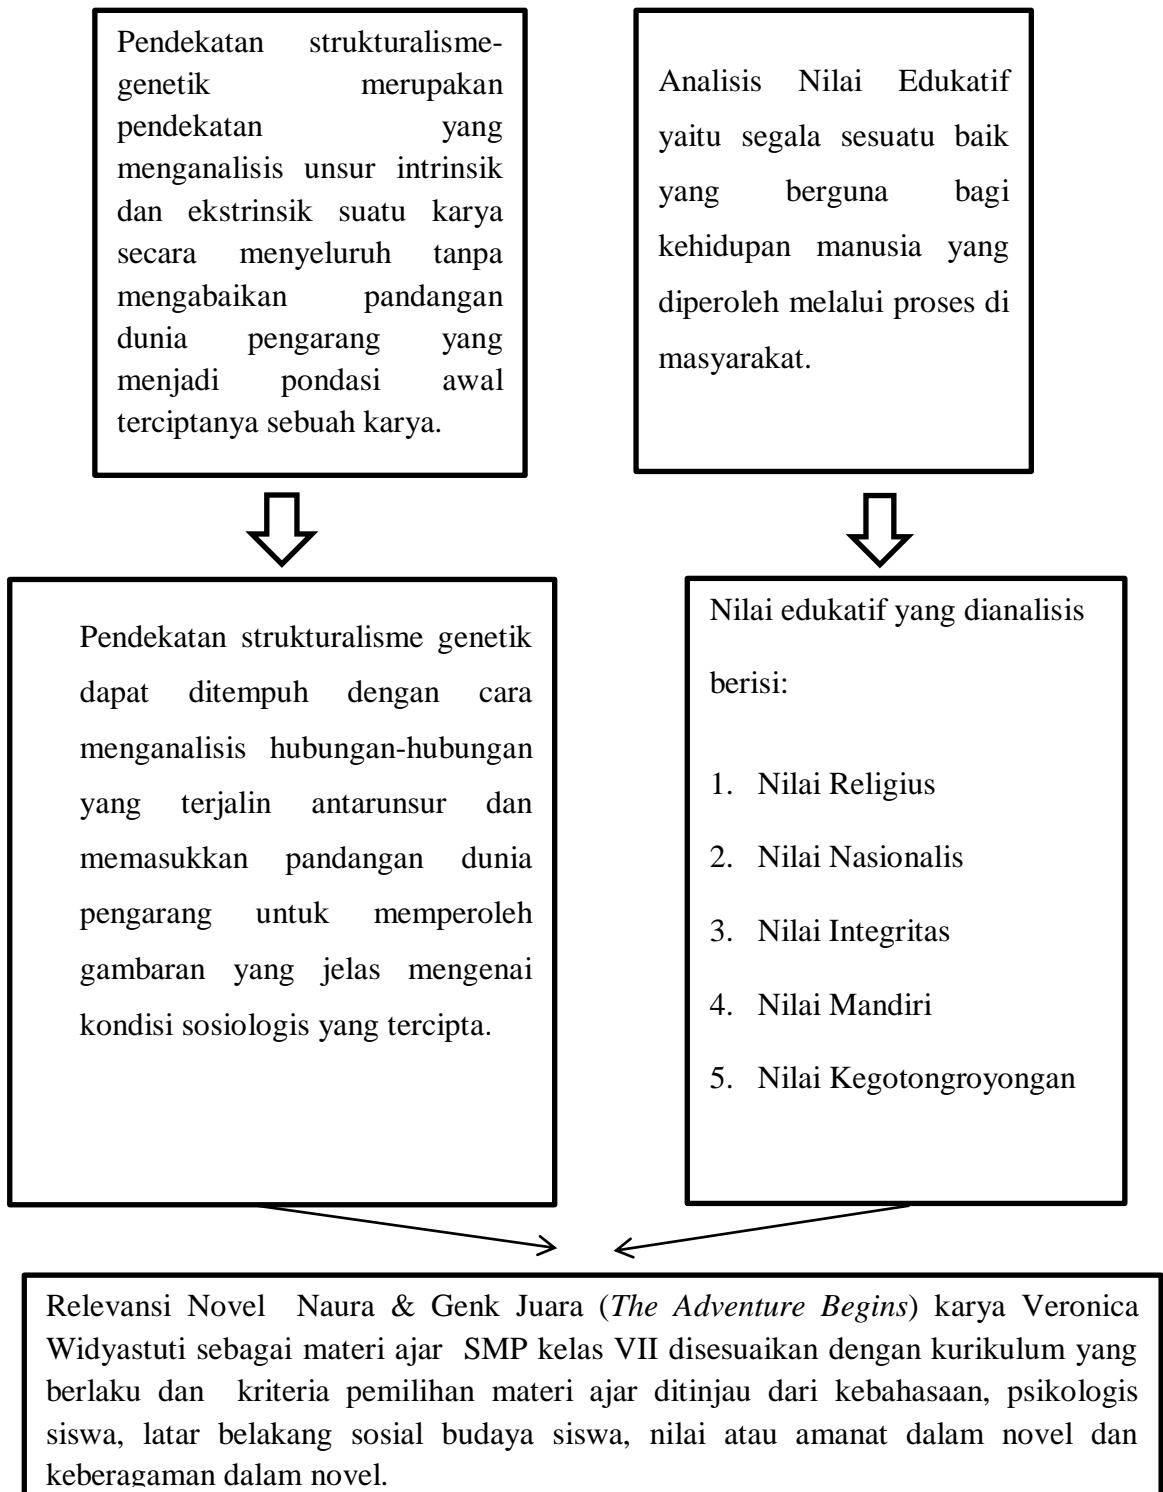 Pendekatan strukturalisme-
genetik merupakan
pendekatan yang
menganalisis unsur intrinsik
dan ekstrinsik suatu karya
secara menyeluruh tanpa
mengabaikan pandangan
dunia pengarang yang
menjadi pondasi awal
terciptanya sebuah karya.
Analisis Nilai Edukatif
yaitu segala sesuatu baik
yang berguna bagi
kehidupan manusia yang
diperoleh melalui proses di
masyarakat.
Pendekatan strukturalisme genetik
dapat ditempuh dengan cara
menganalisis hubungan-hubungan
yang terjalin antarunsur dan
memasukkan pandangan dunia
pengarang untuk memperoleh
gambaran yang jelas mengenai
kondisi sosiologis yang tercipta.
Nilai edukatif yang dianalisis
berisi:
1. Nilai Religius
2. Nilai Nasionalis
3. Nilai Integritas
4. Nilai Mandiri
5. Nilai Kegotongroyongan
Relevansi Novel Naura & Genk Juara (The Adventure Begins) karya Veronica
Widyastuti sebagai materi ajar SMP kelas VII disesuaikan dengan kurikulum yang
berlaku dan kriteria pemilihan materi ajar ditinjau dari kebahasaan, psikologis
siswa, latar belakang sosial budaya siswa, nilai atau amanat dalam novel dan
keberagaman dalam novel.